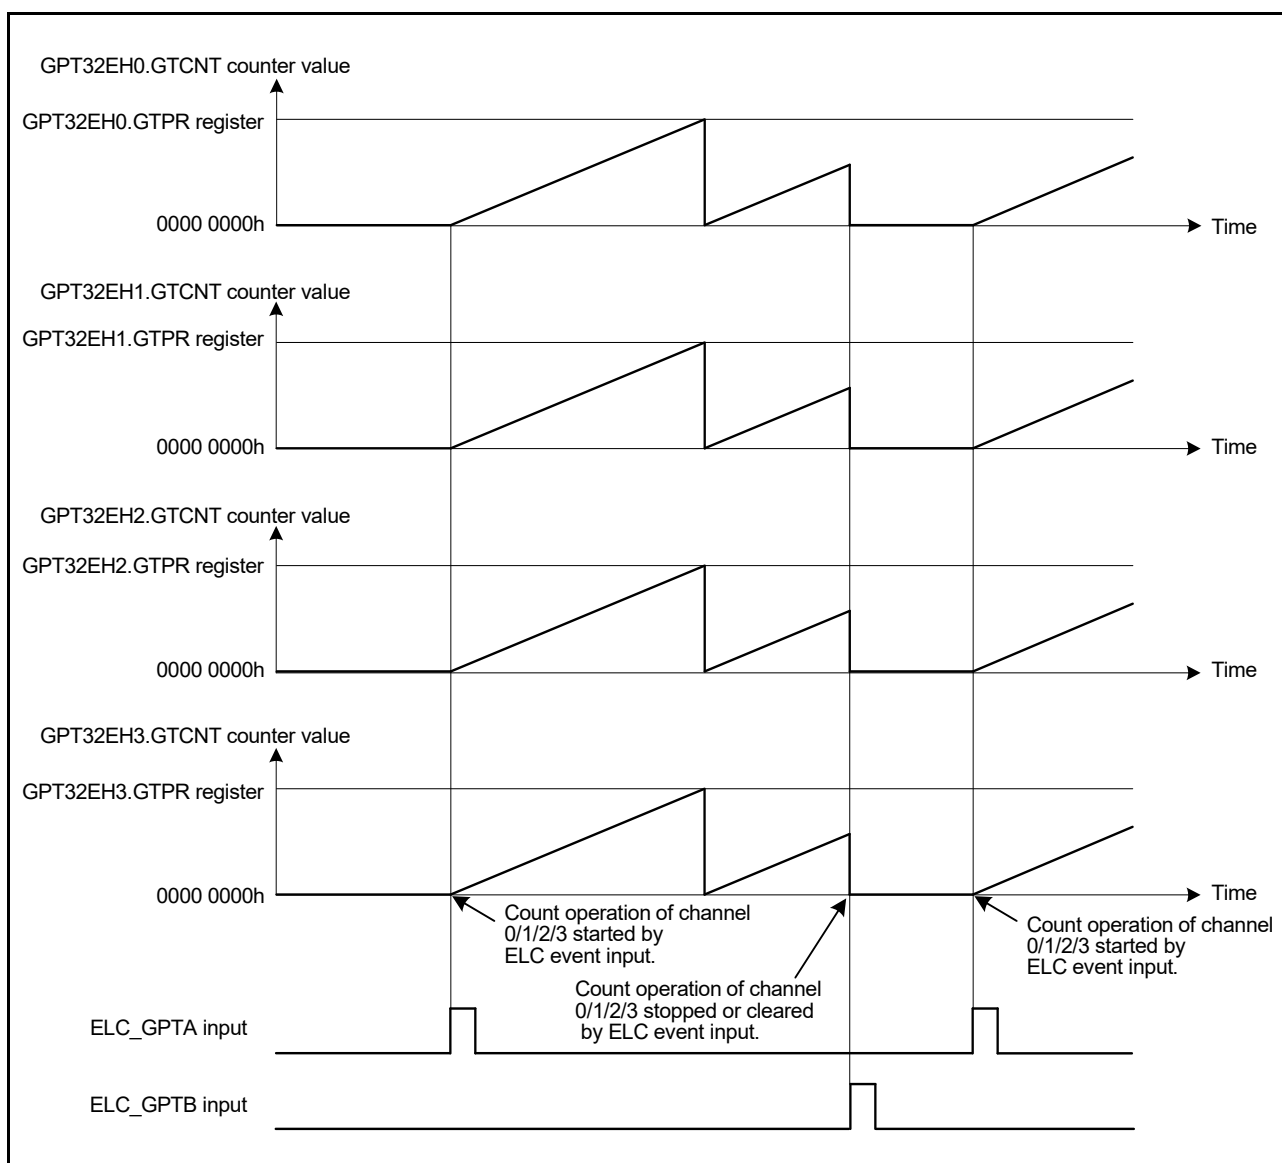 GPT32EH0.GTCNT counter value
GPT32EH0.GTPR register
0000 0000h
Time
GPT32EH1.GTCNT counter value
GPT32EH1.GTPR register
0000 0000h
Time
GPT32EH2.GTCNT counter value
GPT32EH2.GTPR register
0000 0000h
Time
GPT32EH3.GTCNT counter value
GPT32EH3.GTPR register
0000 0000h
Time
Count operation of channel
0/1/2/3 started by
ELC event input.
Count operation of channel
0/1/2/3 stopped or cleared
by ELC event input.
Count operation of channel
0/1/2/3 started by
ELC event input.
ELC_GPTA input
ELC_GPTB input